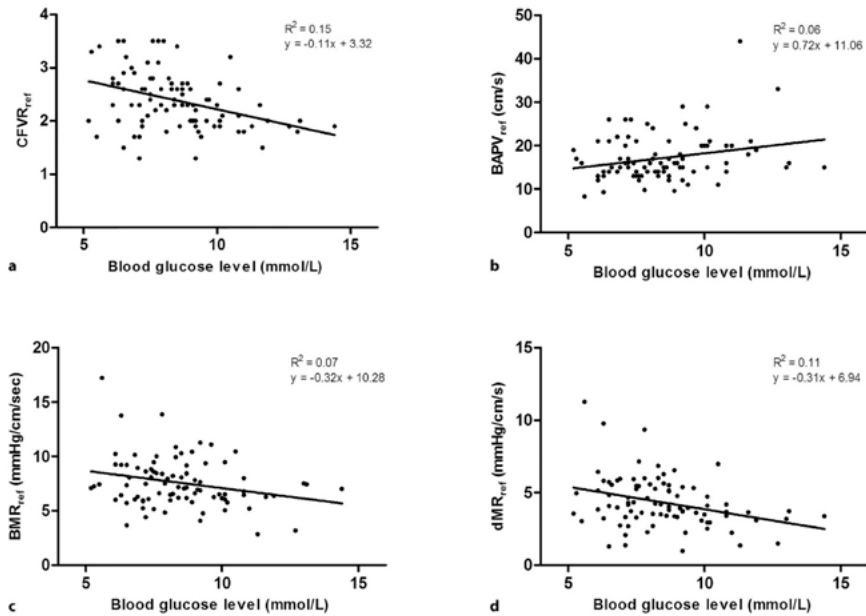 R² = 0.15
y = -0.11x + 3.32
CFVRref
4
3
2
1
0
5 10 15
Blood glucose level (mmol/L)
a
R² = 0.06
y = 0.72x + 11.06
BAPVref (cm/s)
50
40
30
20
10
0
5 10 15
Blood glucose level (mmol/L)
b
R² = 0.07
y = -0.32x + 10.28
BMRref (mmHg/cm/sec)
20
15
10
5
0
5 10 15
Blood glucose level (mmol/L)
c
R² = 0.11
y = -0.31x + 6.94
dMRref (mmHg/cm/s)
15
10
5
0
5 10 15
Blood glucose level (mmol/L)
d